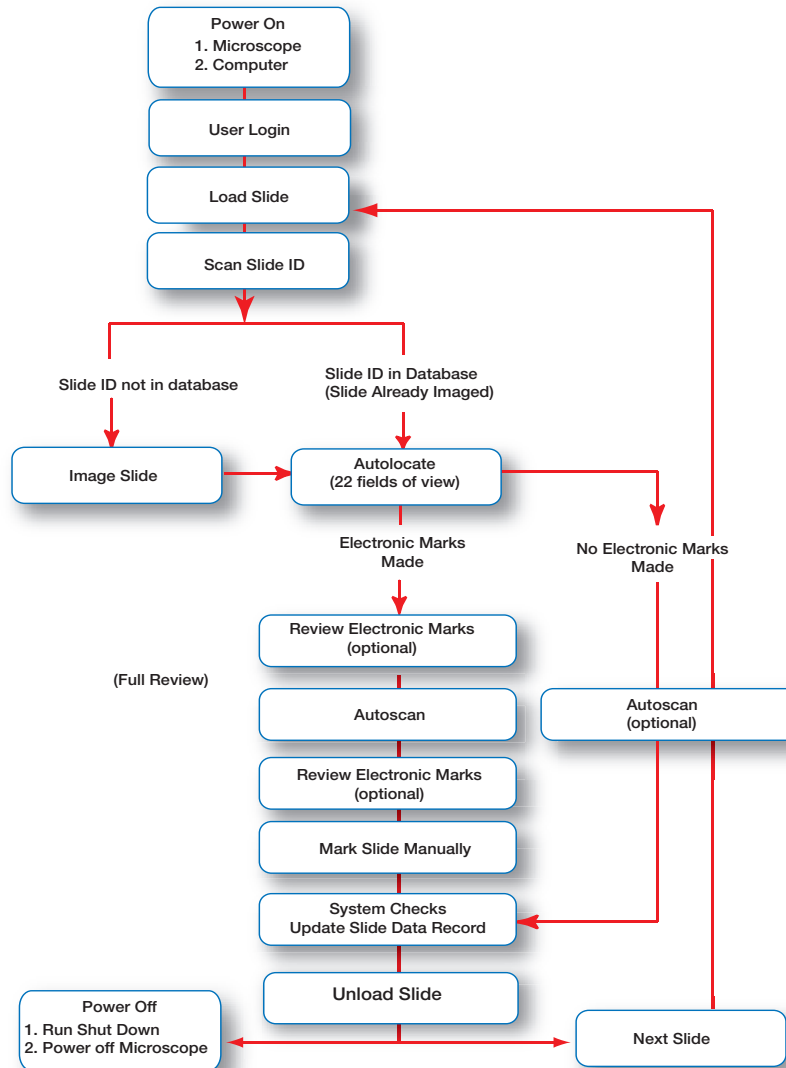 Power On
1. Microscope
2. Computer
User Login
Load Slide
Scan Slide ID
Slide ID not in database
Slide ID in Database
(Slide Already Imaged)
Image Slide
Autolocate
(22 fields of view)
Electronic Marks
Made
No Electronic Marks
Made
Review Electronic Marks
(optional)
(Full Review)
Autoscan
Autoscan
(optional)
Review Electronic Marks
(optional)
Mark Slide Manually
System Checks
Update Slide Data Record
Unload Slide
Power Off
1. Run Shut Down
2. Power off Microscope
Next Slide